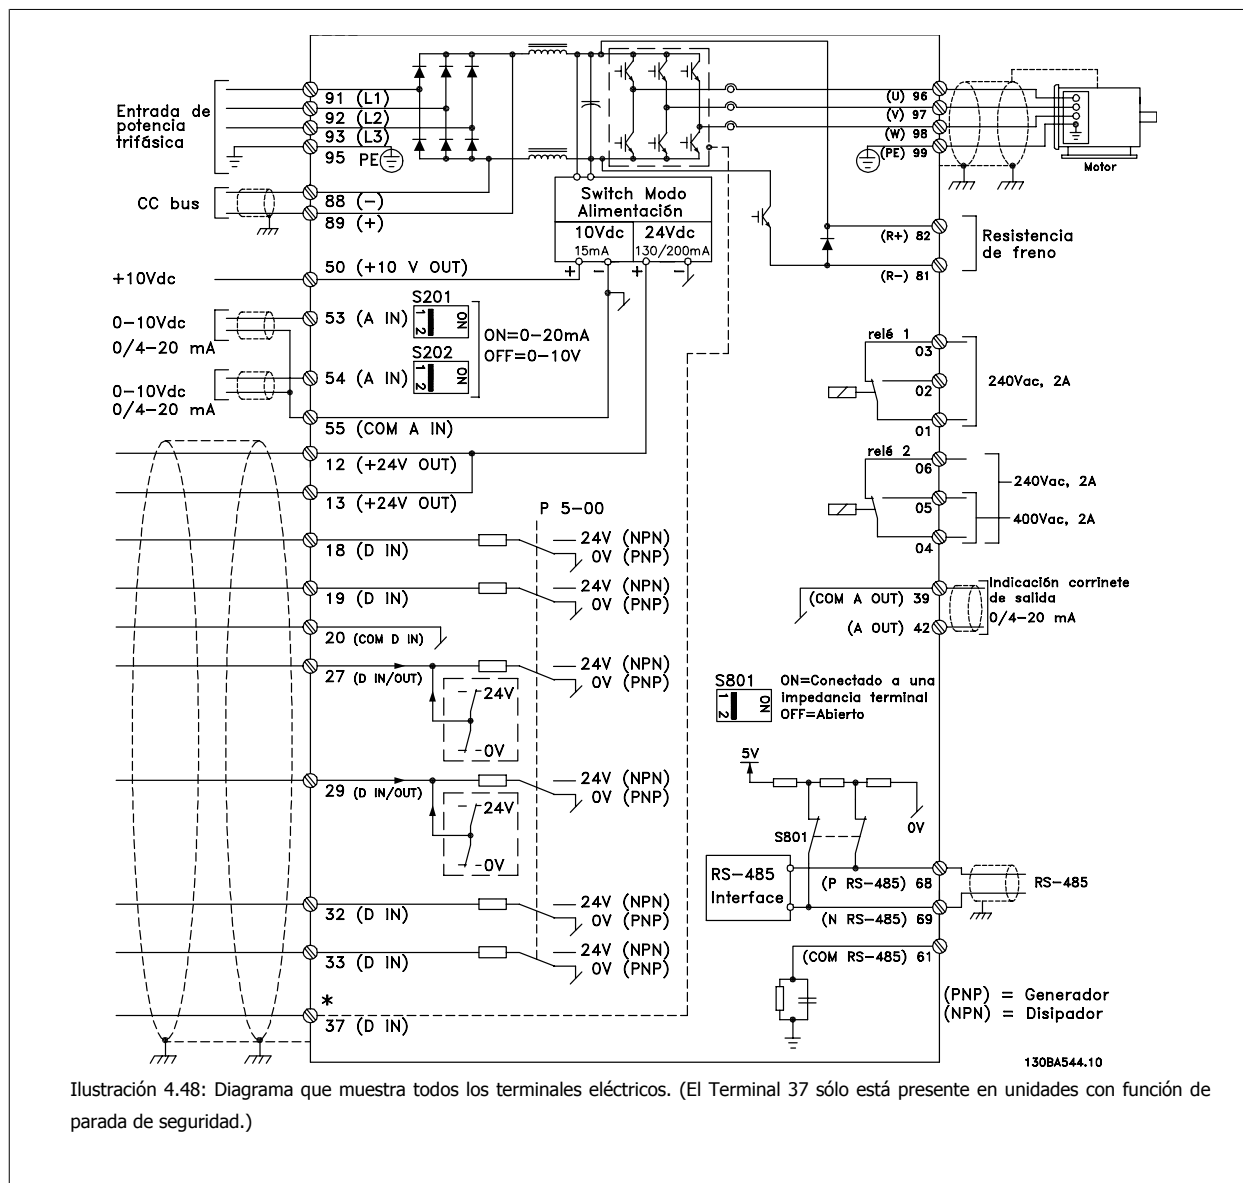 Entrada de
potencia
trifásica
91 (L1)
92 (L2)
93 (L3)
95 PE
CC bus
88 (−)
89 (+)
+10Vdc
50 (+10 V OUT)
0−10Vdc
0/4−20 mA
53 (A IN)
S201
1 2
ON
ON=0−20mA
OFF=0−10V
S202
1 2
ON
0−10Vdc
0/4−20 mA
54 (A IN)
55 (COM A IN)
12 (+24V OUT)
13 (+24V OUT)
Switch Modo
Alimentación
10Vdc
15mA
24Vdc
130/200mA
+ − + −
P 5-00
18 (D IN)
24V (NPN)
0V (PNP)
19 (D IN)
24V (NPN)
0V (PNP)
20 (COM D IN)
27 (D IN/OUT)
24V (NPN)
0V (PNP)
24V
0V
29 (D IN/OUT)
24V (NPN)
0V (PNP)
24V
0V
32 (D IN)
24V (NPN)
0V (PNP)
33 (D IN)
24V (NPN)
0V (PNP)
*
37 (D IN)
(U) 96
(V) 97
(W) 98
(PE) 99
Motor
(R+) 82
(R−) 81
Resistencia
de freno
relé 1
03
02
01
240Vac, 2A
relé 2
06
05
04
240Vac, 2A
400Vac, 2A
(COM A OUT) 39
(A OUT) 42
Indicación corrinete
de salida
0/4−20 mA
S801
1 2
ON
ON=Conectado a una
impedancia terminal
OFF=Abierto
5V
0V
S801
RS−485
Interface
(P RS−485) 68
(N RS−485) 69
RS−485
(COM RS−485) 61
(PNP) = Generador
(NPN) = Disipador
130BA544.10
Ilustración 4.48: Diagrama que muestra todos los terminales eléctricos. (El Terminal 37 sólo está presente en unidades con función de
parada de seguridad.)